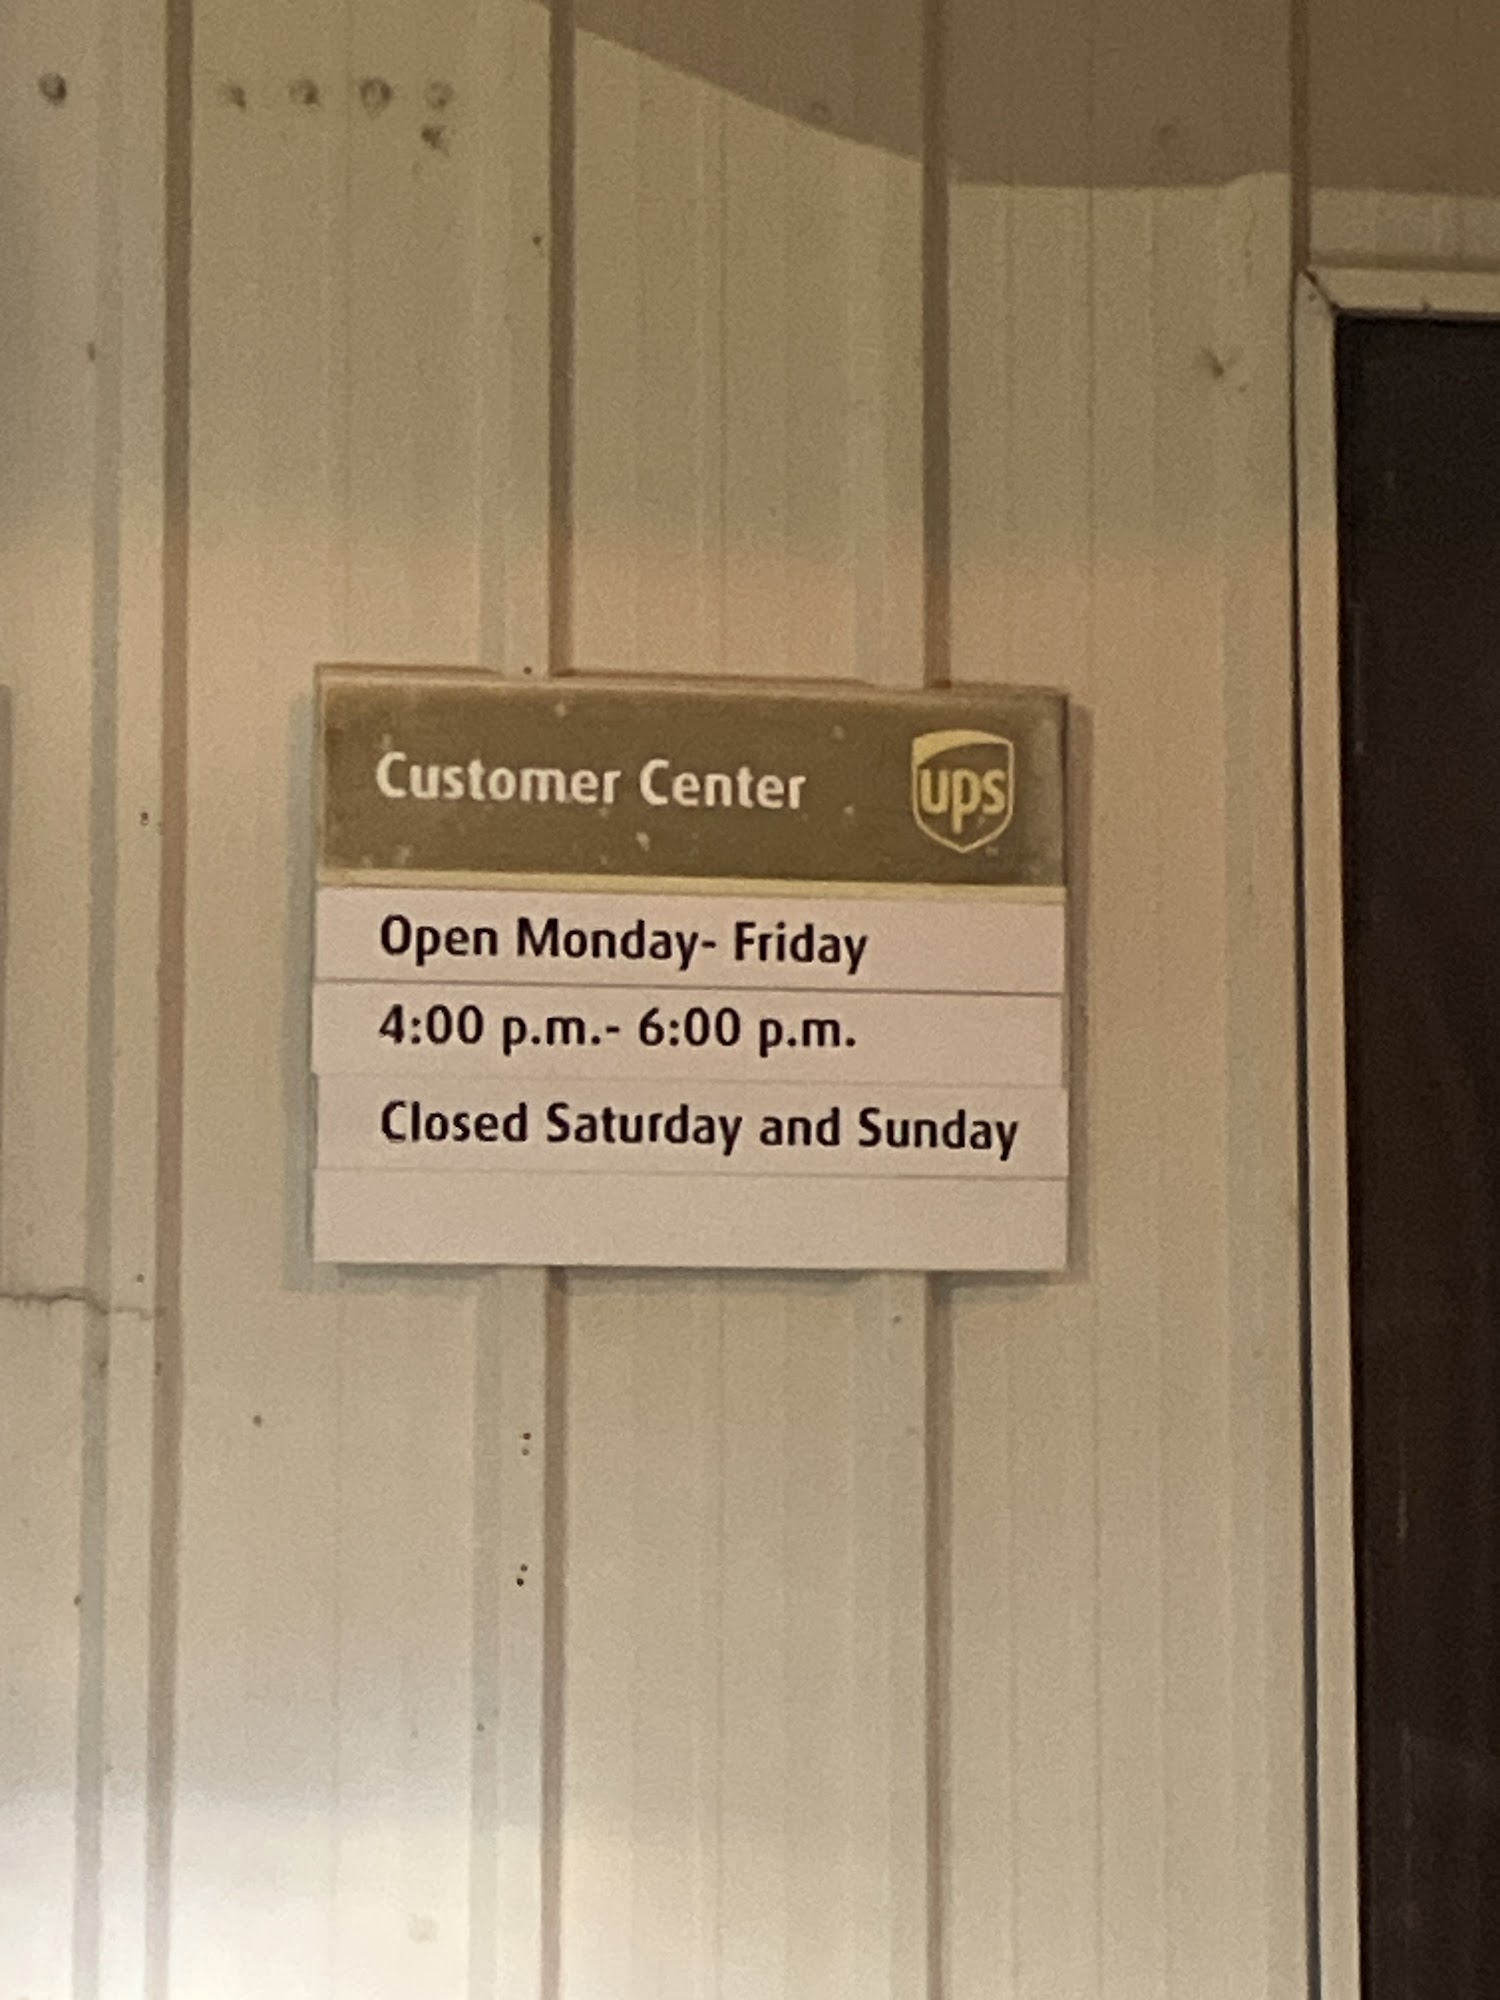 Customer Center
ups
Open Monday- Friday
4:00 p.m.- 6:00 p.m.
Closed Saturday and Sunday